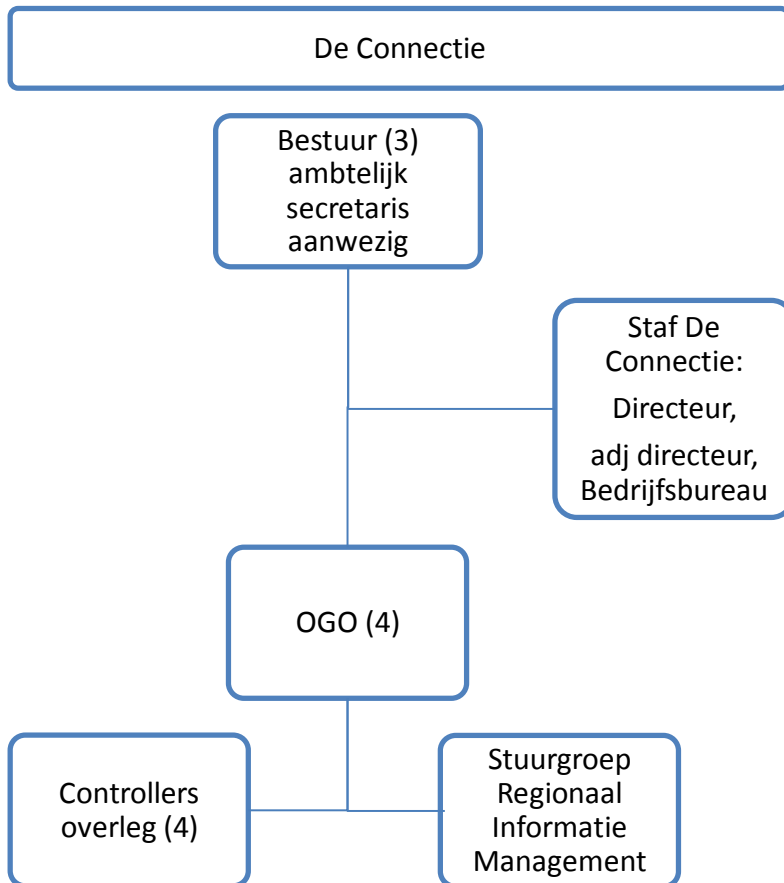 De Connectie
Bestuur (3)
ambtelijk
secretaris
aanwezig
Staf De
Connectie:
Directeur,
adj directeur,
Bedrijfsbureau
OGO (4)
Controllers
overleg (4)
Stuurgroep
Regionaal
Informatie
Management